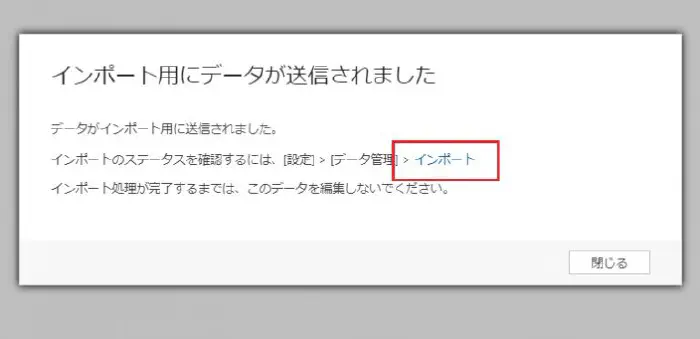 インポート用にデータが送信されました
データがインポート用に送信されました。
インポートのステータスを確認するには、[設定] > [データ管理] > インポート
インポート処理が完了するまでは、このデータを編集しないでください。
閉じる